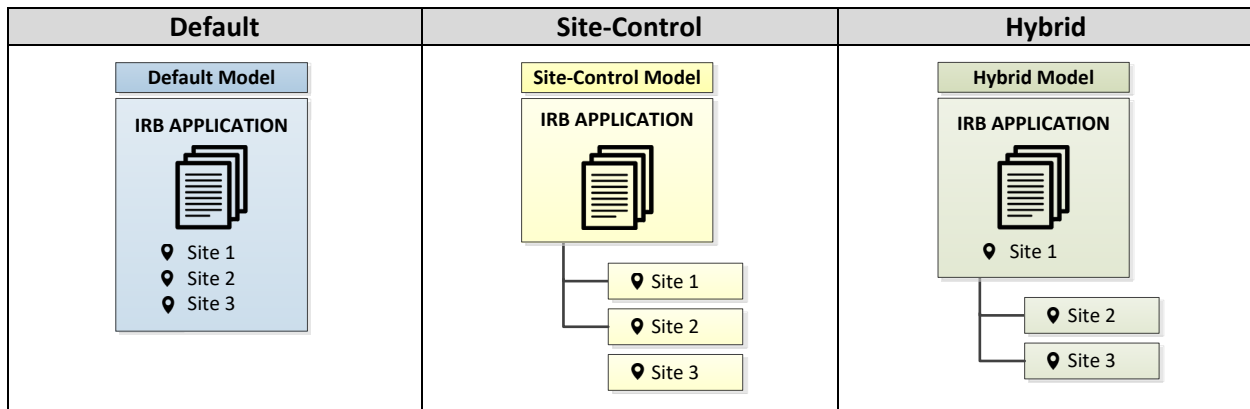 Default
Site-Control
Hybrid
Default Model
IRB APPLICATION
Site 1
Site 2
Site 3
Site-Control Model
IRB APPLICATION
Site 1
Site 2
Site 3
Hybrid Model
IRB APPLICATION
Site 1
Site 2
Site 3